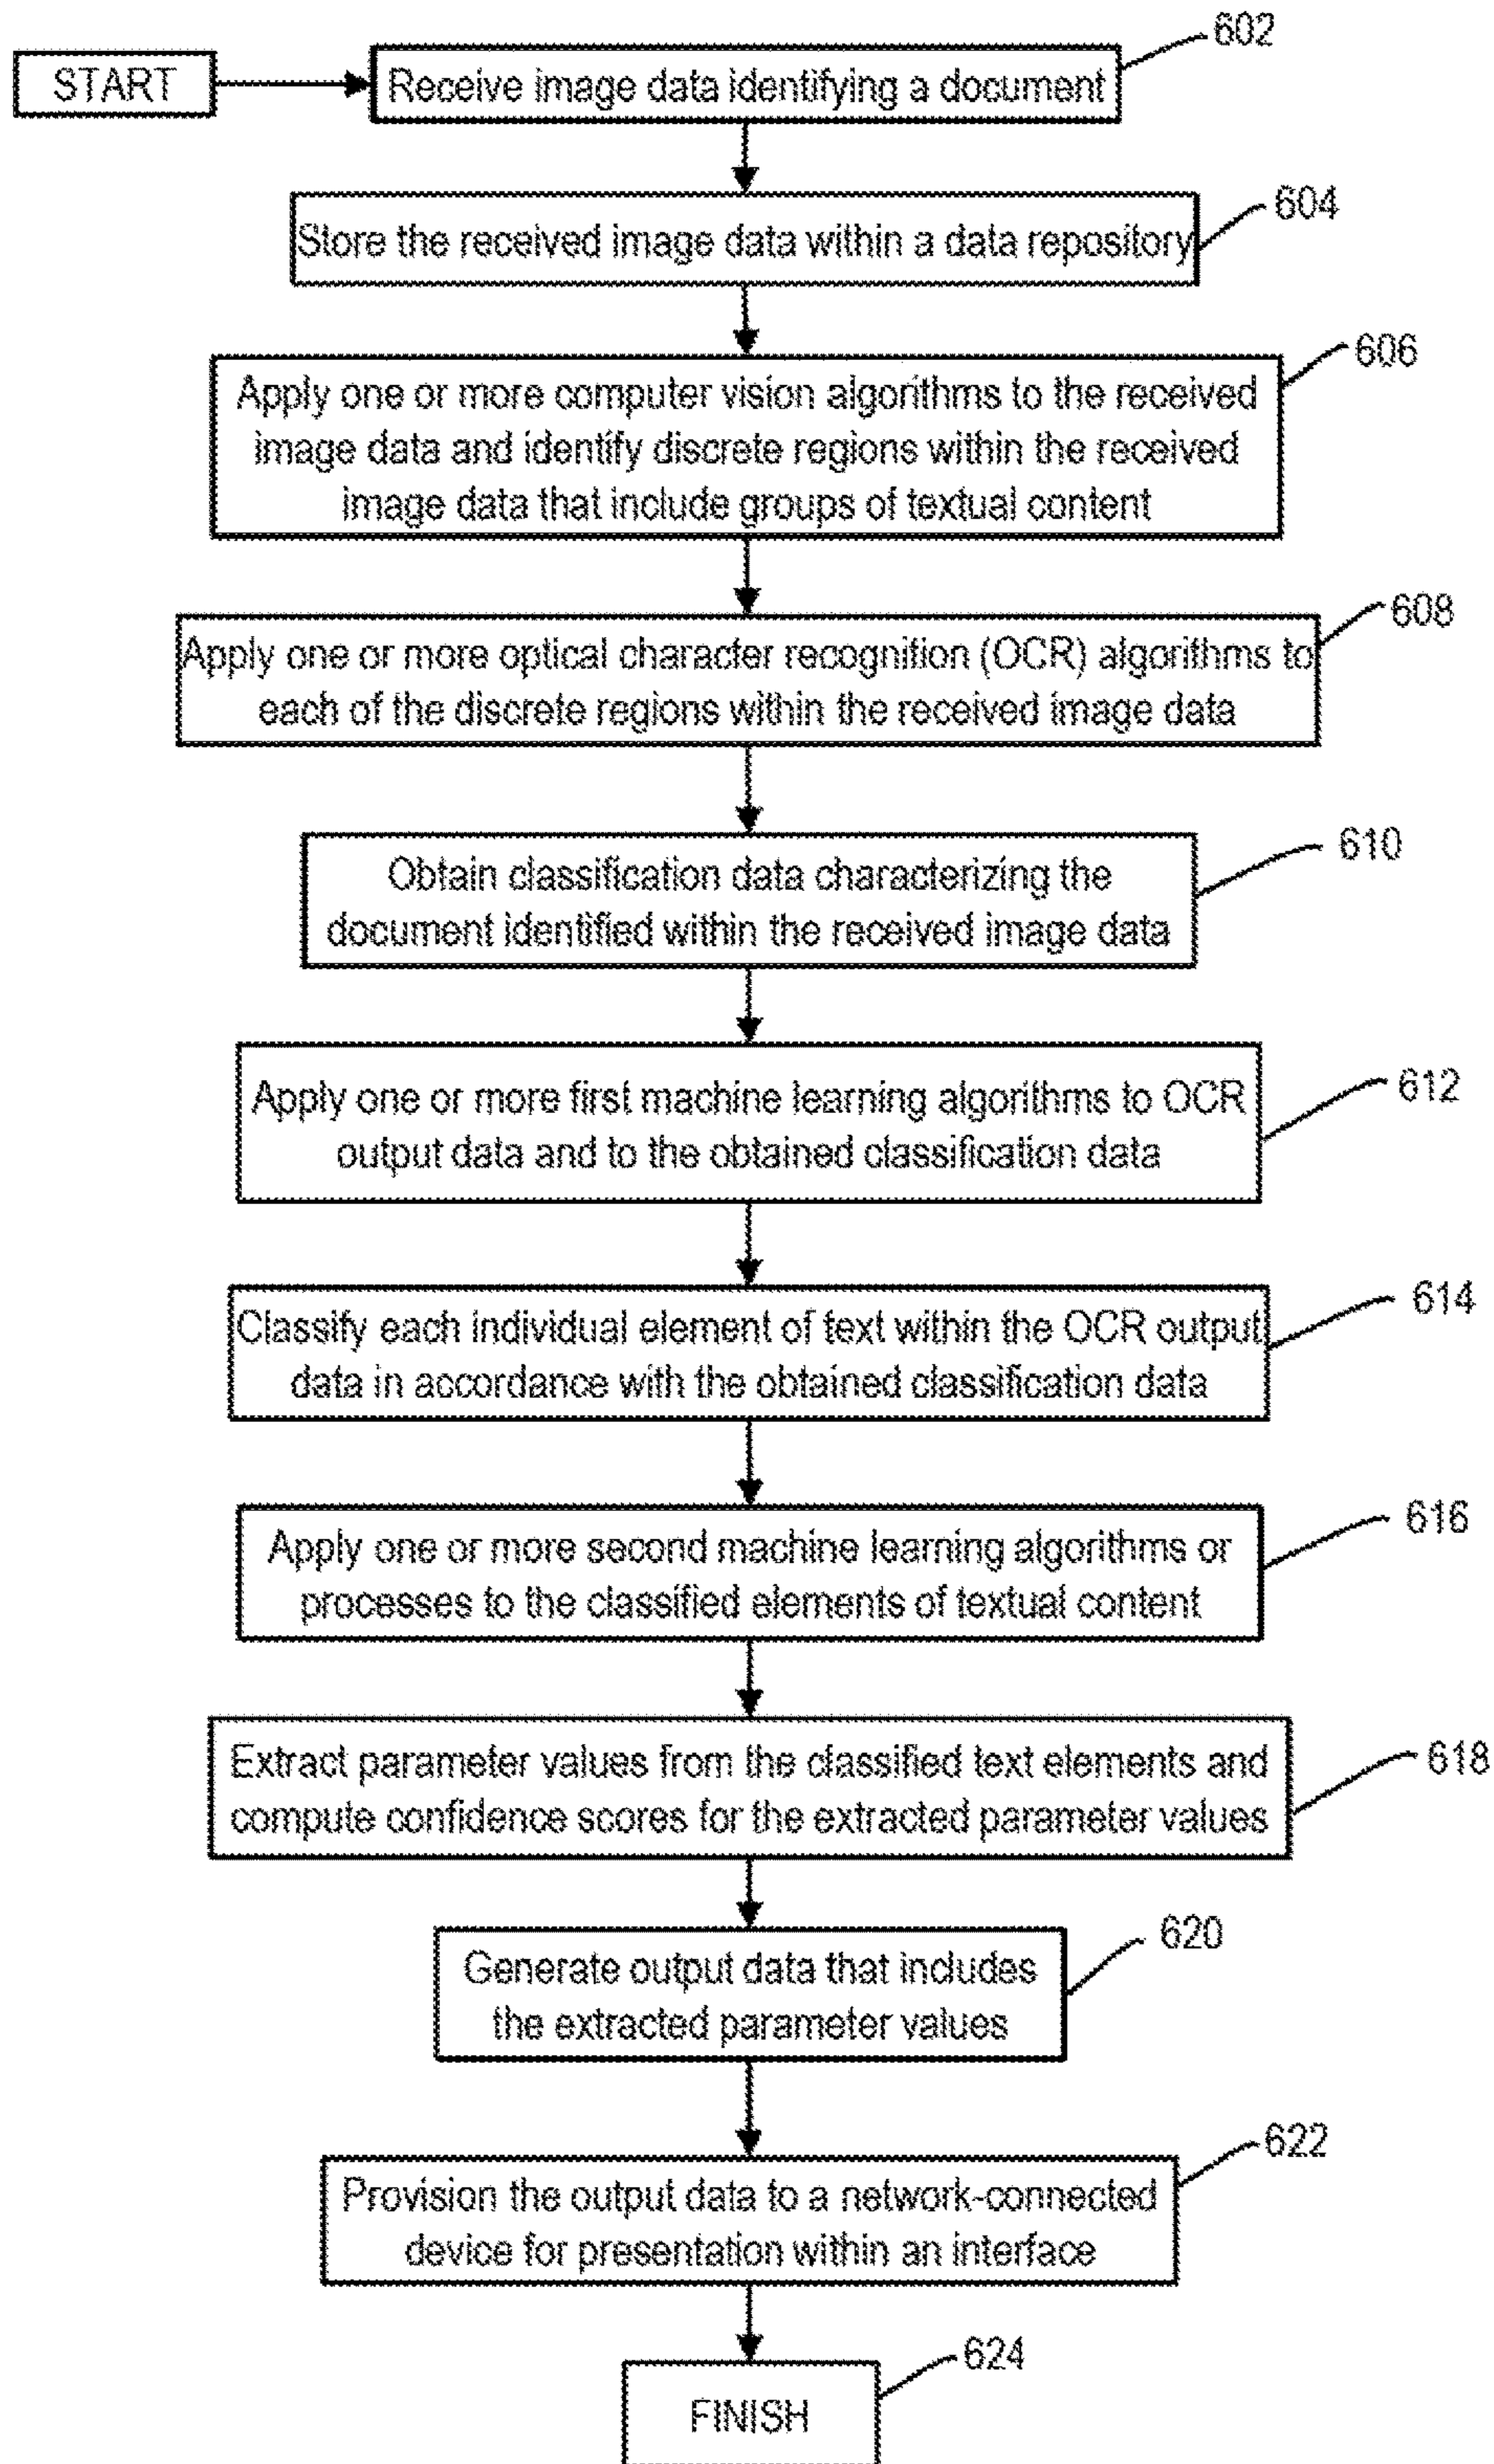 START
Receive image data identifying a document
602
Store the received image data within a data repository
604
Apply one or more computer vision algorithms to the received
image data and identify discrete regions within the received
image data that include groups of textual content
606
Apply one or more optical character recognition (OCR) algorithms to
each of the discrete regions within the received image data
608
Obtain classification data characterizing the
document identified within the received image data
610
Apply one or more first machine learning algorithms to OCR
output data and to the obtained classification data
612
Classify each individual element of text within the OCR output
data in accordance with the obtained classification data
614
Apply one or more second machine learning algorithms or
processes to the classified elements of textual content
616
Extract parameter values from the classified text elements and
compute confidence scores for the extracted parameter values
618
Generate output data that includes
the extracted parameter values
620
Provision the output data to a network-connected
device for presentation within an interface
622
FINISH
624